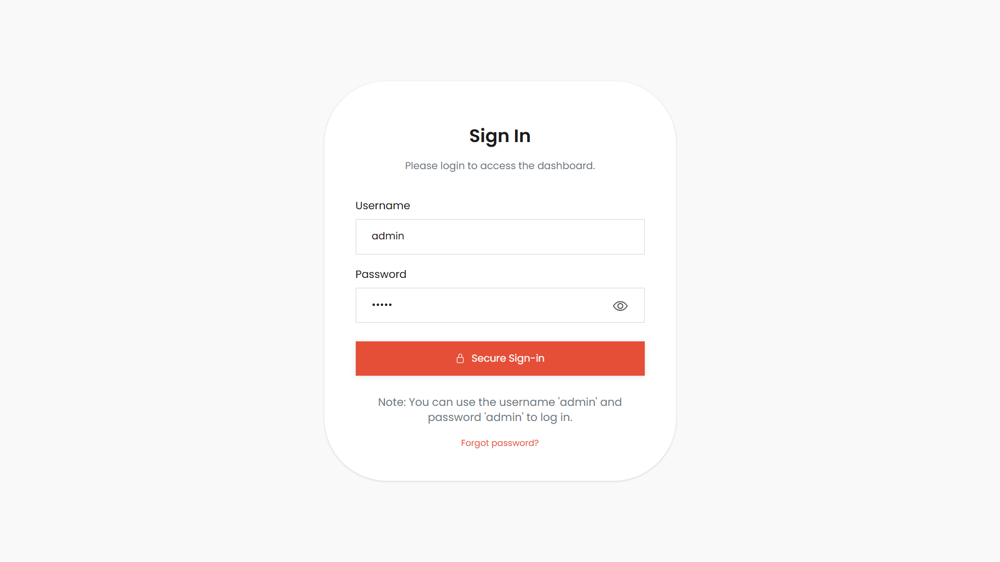 Sign In
Please login to access the dashboard.
Username
admin
Password
•••••
Secure Sign-in
Note: You can use the username 'admin' and
password 'admin' to log in.
Forgot password?